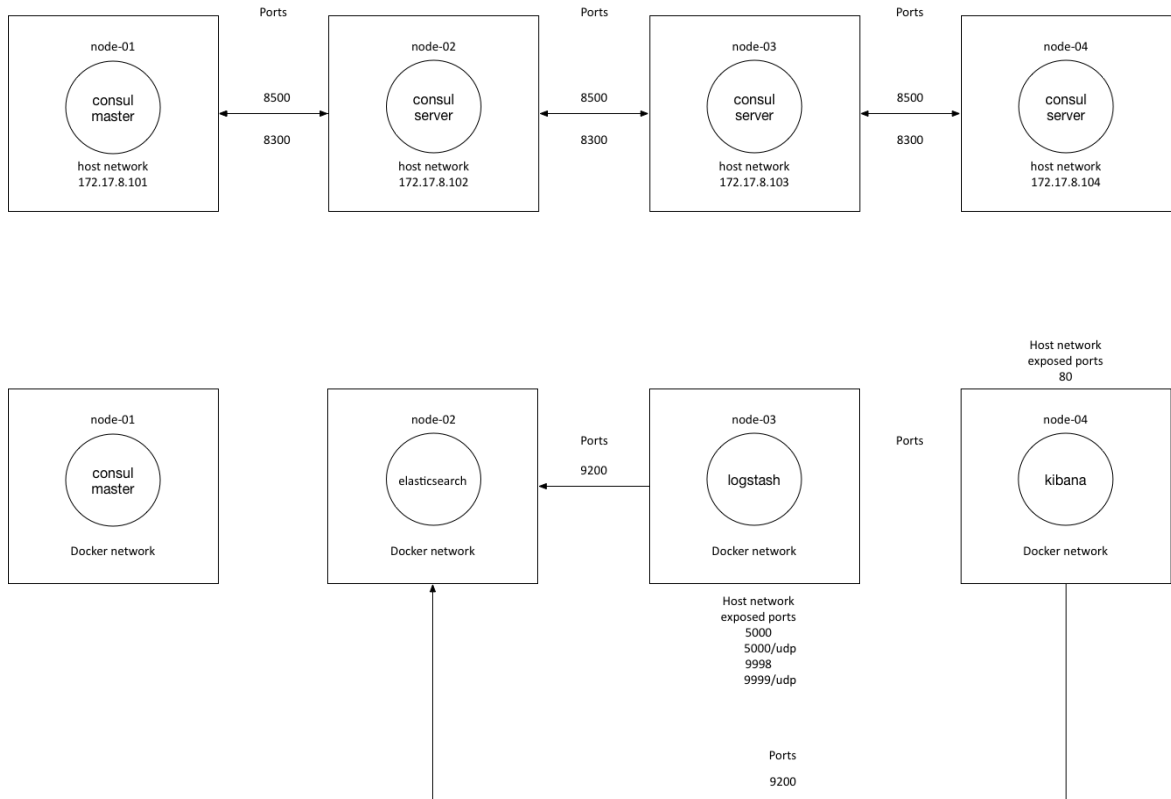 Ports
Ports
Ports
node-01
node-02
node-03
node-04
consul
master
consul
server
consul
server
consul
server
8500
8300
8500
8300
8500
8300
host network
172.17.8.101
host network
172.17.8.102
host network
172.17.8.103
host network
172.17.8.104
Host network
exposed ports
80
node-01
node-02
node-03
node-04
Ports
9200
Ports
consul
master
elasticsearch
logstash
kibana
Docker network
Docker network
Docker network
Docker network
Host network
exposed ports
5000
5000/udp
9998
9999/udp
Ports
9200